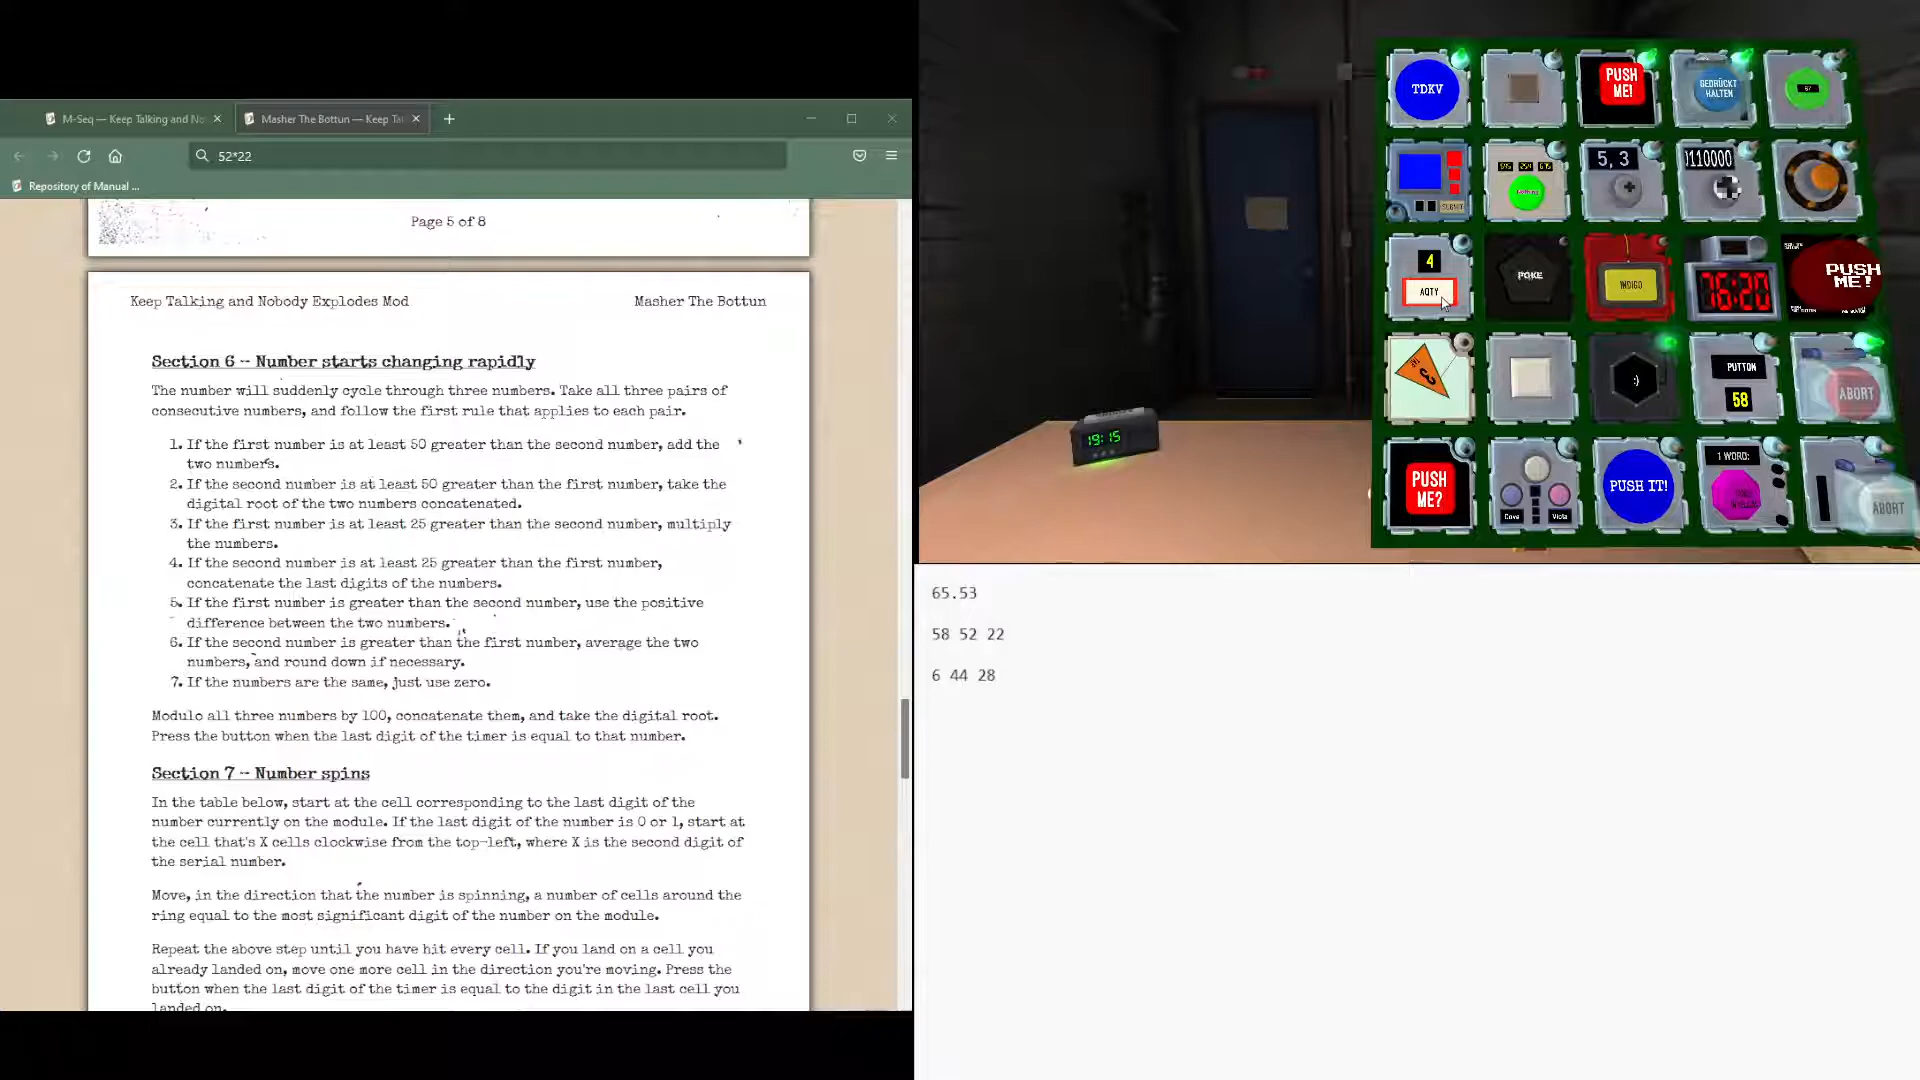 M-Seq — Keep Talking and No
Masher The Bottun — Keep Tal
52*22
Repository of Manual ...
Page 5 of 8
Keep Talking and Nobody Explodes Mod
Masher The Bottun
Section 6 - Number starts changing rapidly
The number will suddenly cycle through three numbers. Take all three pairs of
consecutive numbers, and follow the first rule that applies to each pair.
1. If the first number is at least 50 greater than the second number, add the
two numbers.
2. If the second number is at least 50 greater than the first number, take the
digital root of the two numbers concatenated.
3. If the first number is at least 25 greater than the second number, multiply
the numbers.
4. If the second number is at least 25 greater than the first number,
concatenate the last digits of the numbers.
5. If the first number is greater than the second number, use the positive
difference between the two numbers.
6. If the second number is greater than the first number, average the two
numbers, and round down if necessary.
7. If the numbers are the same, just use zero.
Modulo all three numbers by 100, concatenate them, and take the digital root.
Press the button when the last digit of the timer is equal to that number.
Section 7 - Number spins
In the table below, start at the cell corresponding to the last digit of the
number currently on the module. If the last digit of the number is 0 or 1, start at
the cell that's X cells clockwise from the top-left, where X is the second digit of
the serial number.
Move, in the direction that the number is spinning, a number of cells around the
ring equal to the most significant digit of the number on the module.
Repeat the above step until you have hit every cell. If you land on a cell you
already landed on, move one more cell in the direction you're moving. Press the
button when the last digit of the timer is equal to the digit in the last cell you
landed on.
TDKV
PUSH
ME!
GEDRÜCKT
HALTEN
5, 3
110000
SUBMIT
4
AQTY
POKE
INDIGO
16:20
PUSH
ME!
19:15
3
:)
PUTTON
58
ABORT
PUSH
ME?
Cove
Viota
PUSH IT!
1 WORD:
ABORT
65.53
58 52 22
6 44 28